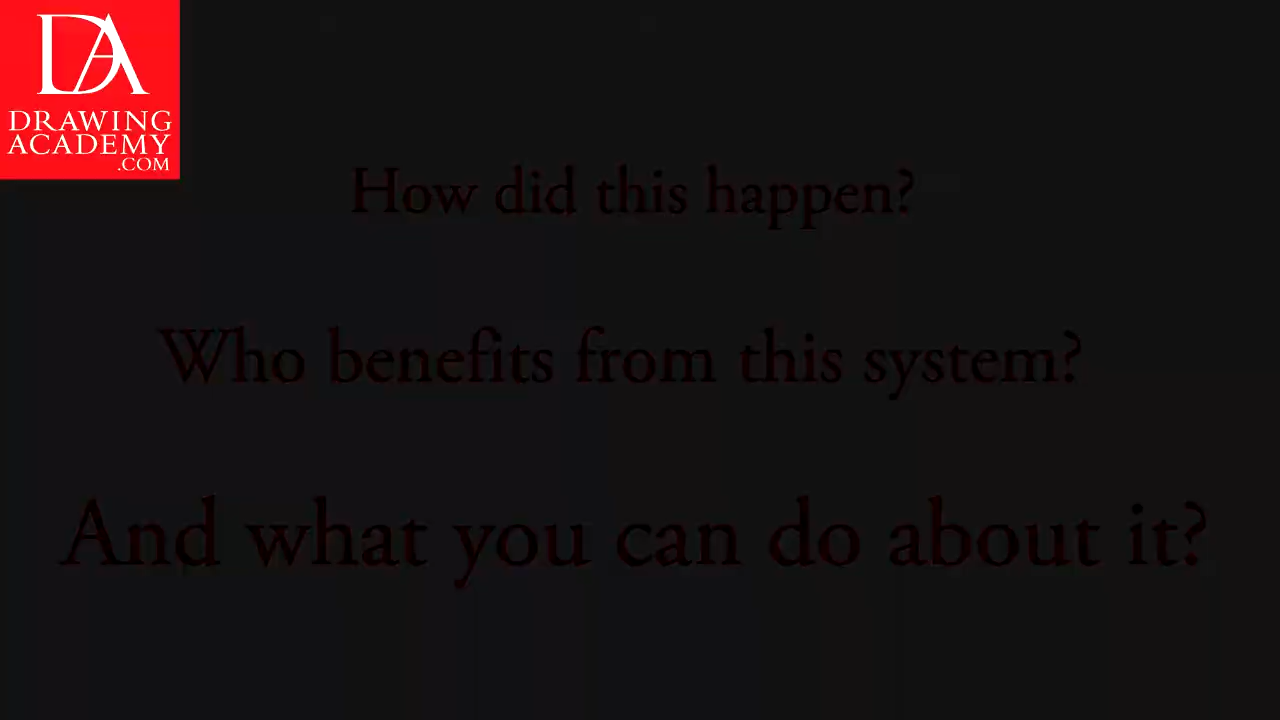 DA
DRAWING
ACADEMY
.COM
How did this happen?
Who benefits from this system?
And what you can do about it?